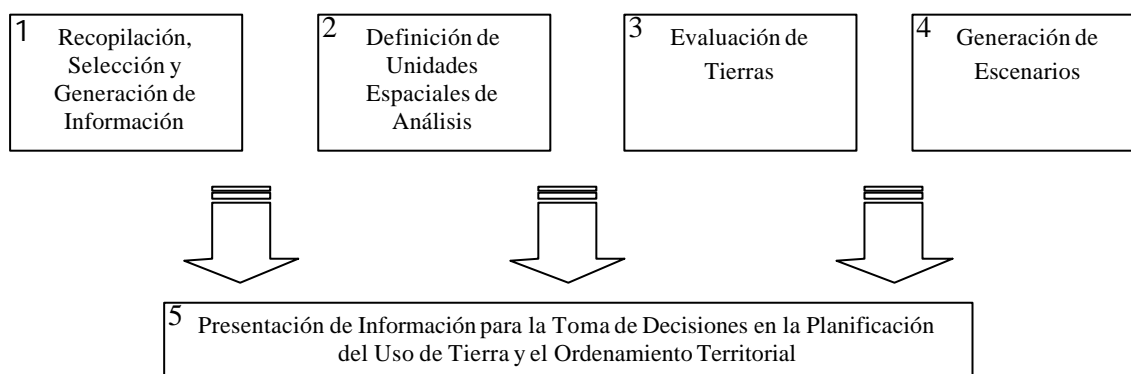 1
Recopilación,
Selección y
Generación de
Información
2
Definición de
Unidades
Espaciales de
Análisis
3
Evaluación de
Tierras
4
Generación de
Escenarios
5
Presentación de Información para la Toma de Decisiones en la Planificación
del Uso de Tierra y el Ordenamiento Territorial